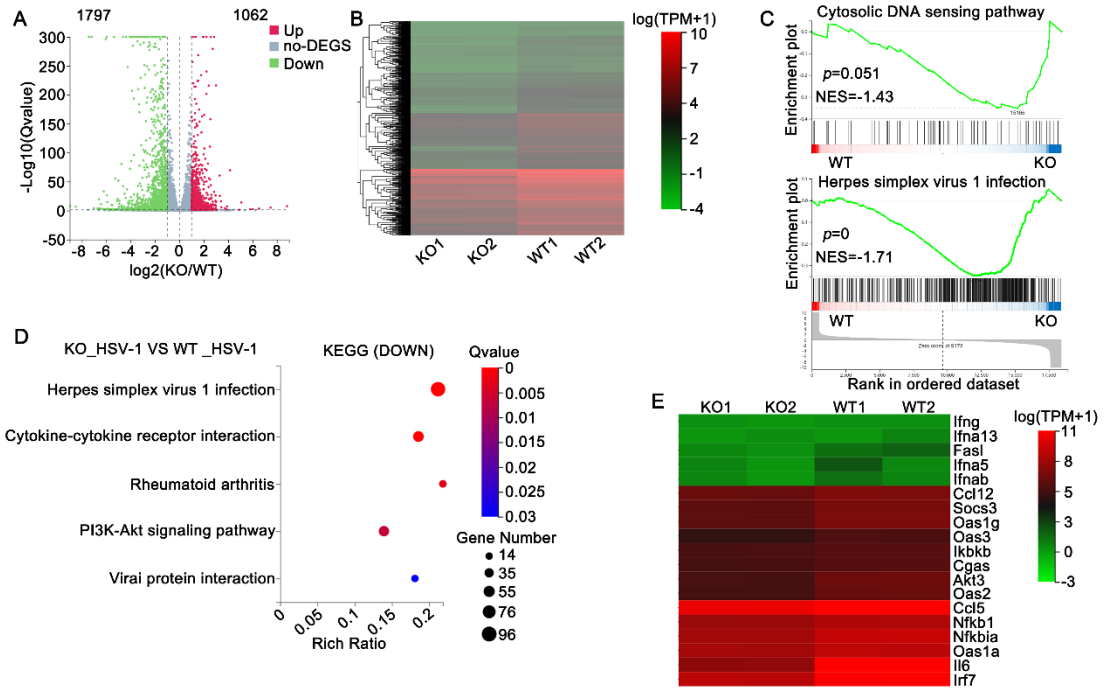 A
1797
1062
Up
no-DEGS
Down
300
250
200
150
100
50
0
-50
-Log10(Qvalue)
-8 -6 -4 -2 0 2 4 6 8
log2(KO/WT)
B
log(TPM+1)
10
8
6
4
2
0
-2
-4
KO1 KO2 WT1 WT2
C
Cytosolic DNA sensing pathway
Enrichment plot
p=0.051
NES=-1.43
WT KO
Herpes simplex virus 1 infection
Enrichment plot
p=0
NES=-1.71
WT KO
Rank in ordered dataset
D
KO_HSV-1 VS WT _HSV-1
KEGG (DOWN)
Herpes simplex virus 1 infection
Cytokine-cytokine receptor interaction
Rheumatoid arthritis
PI3K-Akt signaling pathway
Virai protein interaction
0 0.05 0.1 0.15 0.2
Rich Ratio
Qvalue
0
0.005
0.01
0.015
0.02
0.025
0.03
Gene Number
14
35
55
76
96
E
KO1 KO2 WT1 WT2
Ifng
Ifna13
Fasl
Ifna5
Ifnab
Ccl12
Socs3
Oas1g
Oas3
Ikbkb
Cgas
Akt3
Oas2
Ccl5
Nfkb1
Nfkbia
Oas1a
Il6
Irf7
log(TPM+1)
11
8
5
3
0
-3